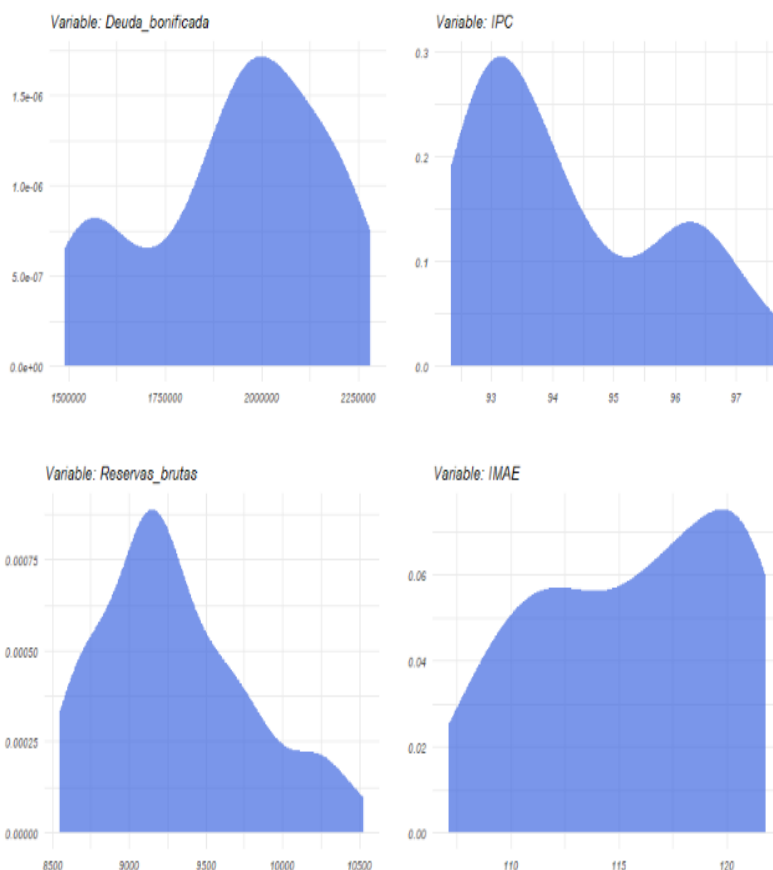 Variable: Deuda_bonificada
1.5e-06
1.0e-06
5.0e-07
0.0e+00
1500000 1750000 2000000 2250000
Variable: IPC
0.3
0.2
0.1
0.0
93 94 95 96 97
Variable: Reservas_brutas
0.00075
0.00050
0.00025
0.00000
8500 9000 9500 10000 10500
Variable: IMAE
0.06
0.04
0.02
0.00
110 115 120